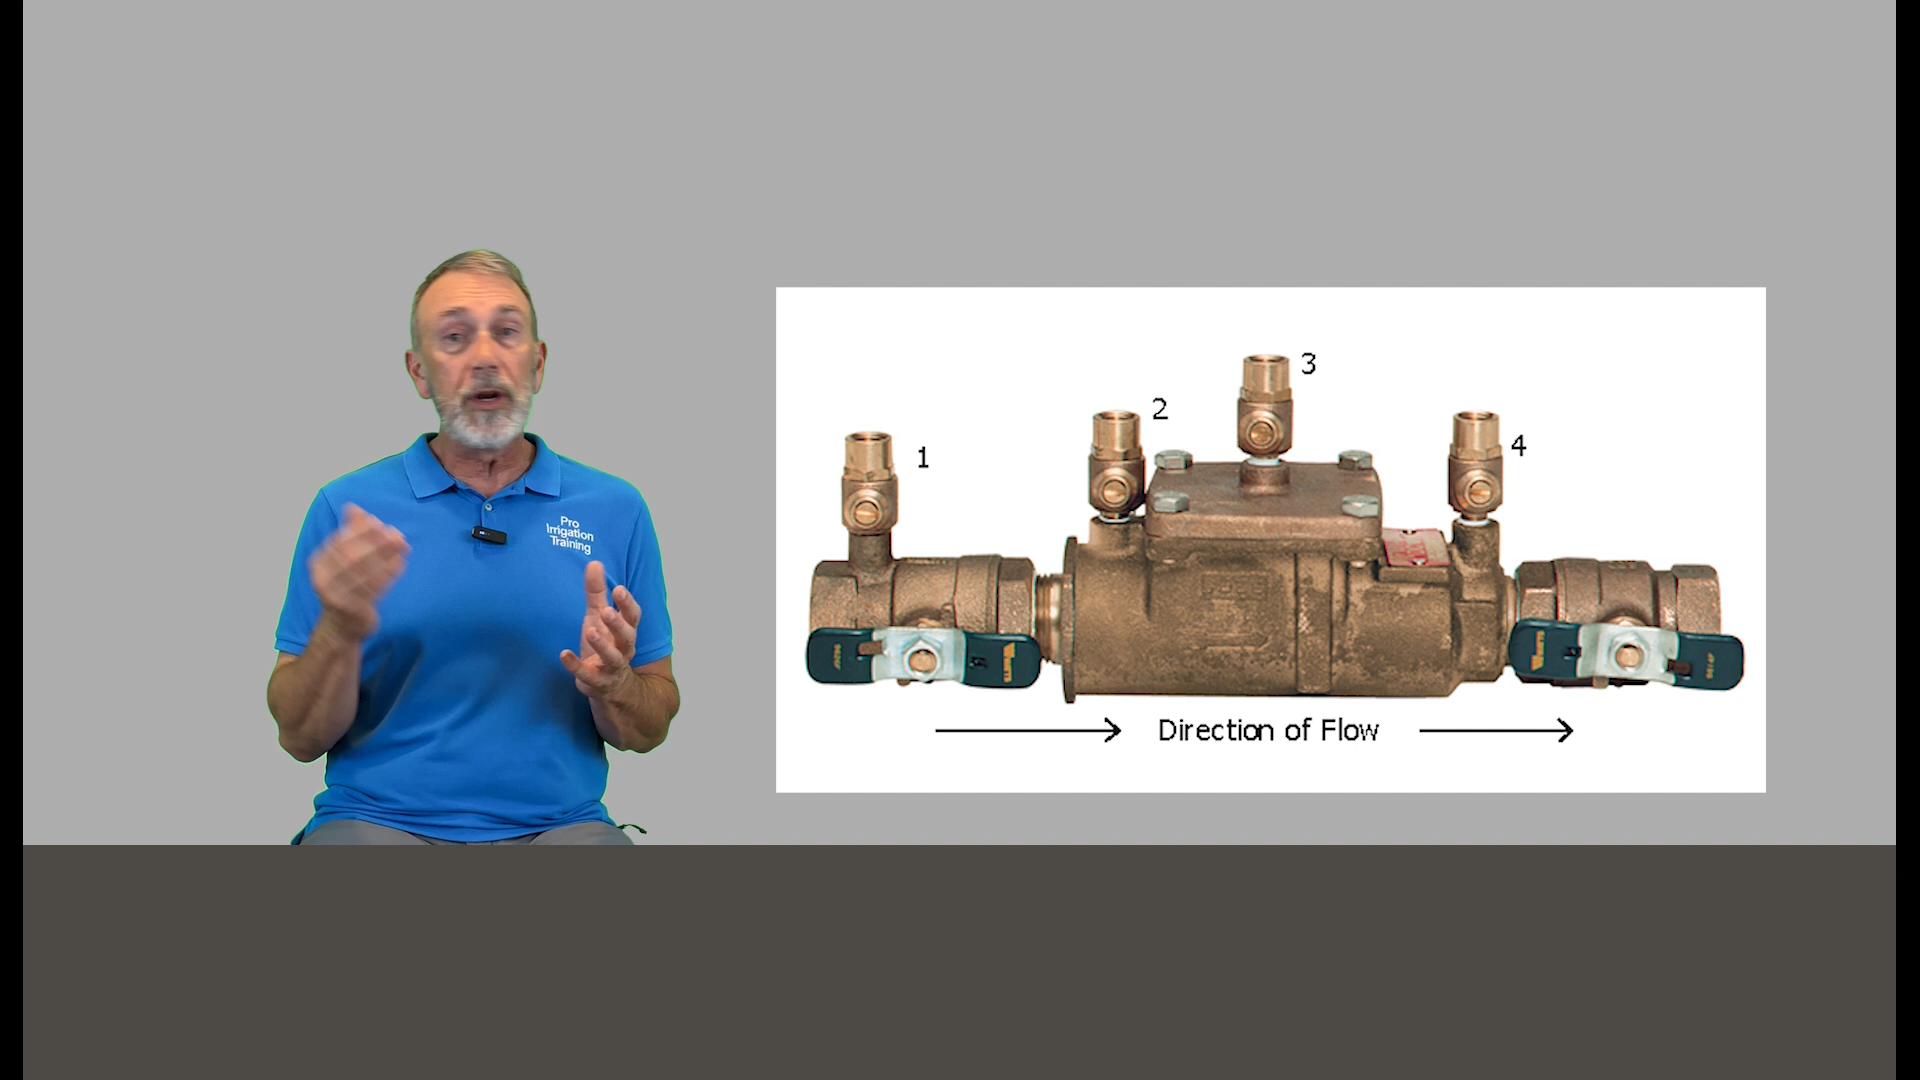 Pro
Irrigation
Training
1
2
3
4
Direction of Flow